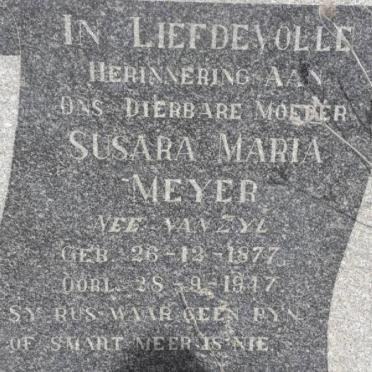 IN LIEFDEVOLLE
HERINNERING AAN
ONS DIERBARE MOEDER
SUSARA MARIA
MEYER
NEE VAN ZYL
GEB. 26-12-1877
OORL. 28-9-1947
SY RUS WAAR GEEN PYN
OF SMART MEER IS NIE.